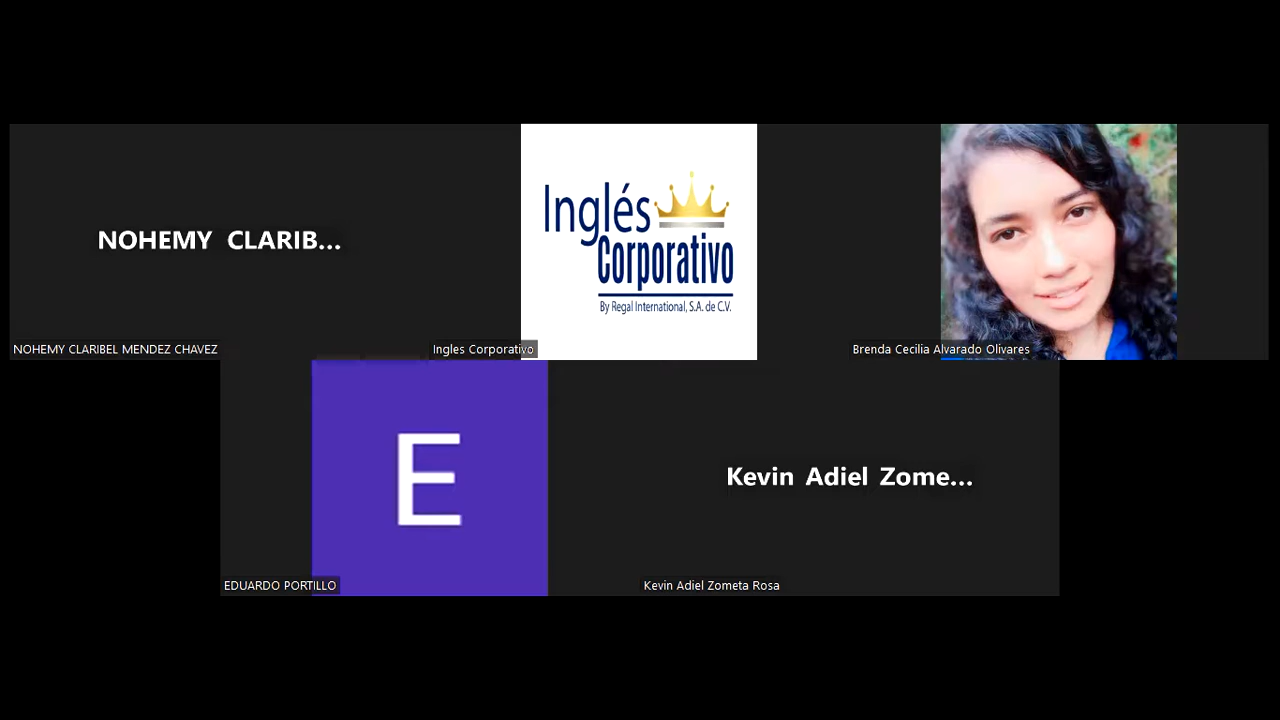 NOHEMY CLARIB...
NOHEMY CLARIBEL MENDEZ CHAVEZ
Inglés
Corporativo
By Regal International, S.A. de C.V.
Ingles Corporativo
Brenda Cecilia Alvarado Olivares
E
EDUARDO PORTILLO
Kevin Adiel Zome...
Kevin Adiel Zometa Rosa